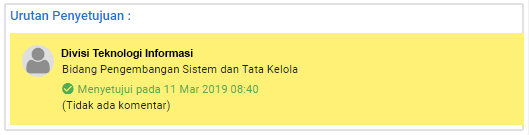 Urutan Penyetujuan :
Divisi Teknologi Informasi
Bidang Pengembangan Sistem dan Tata Kelola
Menyetujui pada 11 Mar 2019 08:40
(Tidak ada komentar)